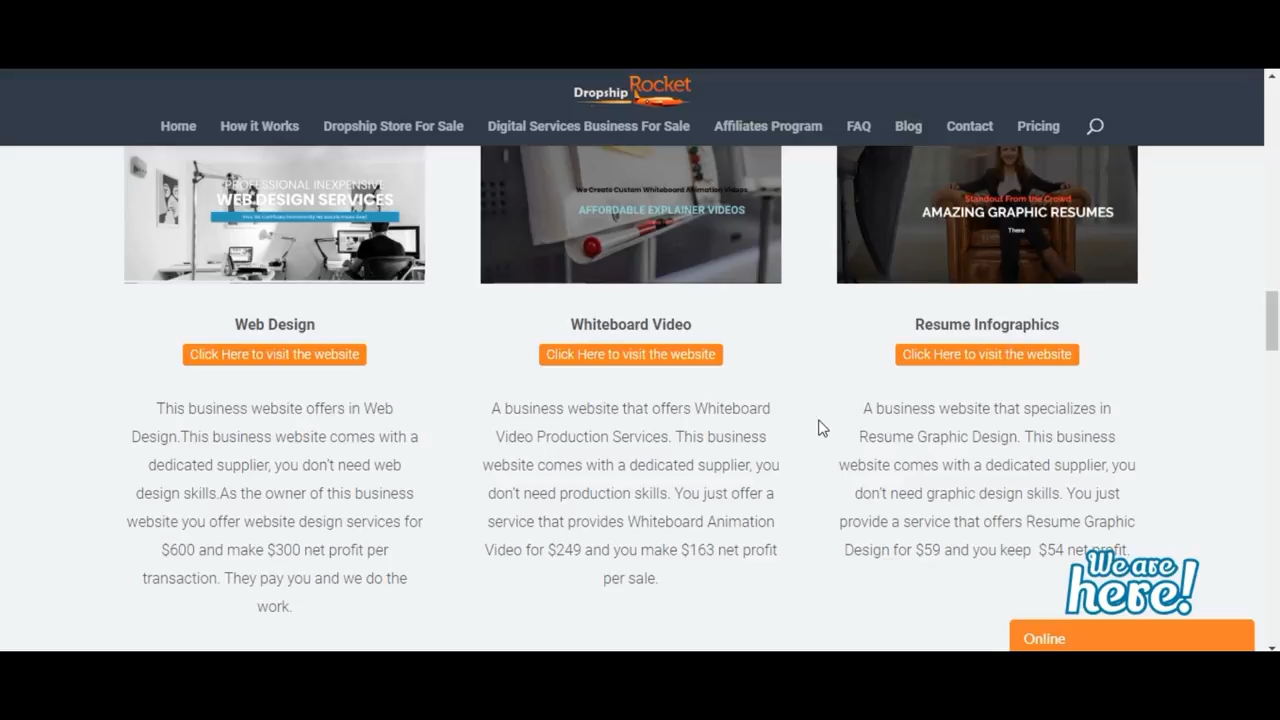 Dropship Rocket
Home How it Works Dropship Store For Sale Digital Services Business For Sale Affiliates Program FAQ Blog Contact Pricing
PROFESSIONAL INEXPENSIVE
WEB DESIGN SERVICES
We Create Custom Whiteboard Animation Videos
AFFORDABLE EXPLAINER VIDEOS
Standout From the Crowd
AMAZING GRAPHIC RESUMES
There
Web Design
Click Here to visit the website
This business website offers in Web
Design.This business website comes with a
dedicated supplier, you don't need web
design skills.As the owner of this business
website you offer website design services for
$600 and make $300 net profit per
transaction. They pay you and we do the
work.
Whiteboard Video
Click Here to visit the website
A business website that offers Whiteboard
Video Production Services. This business
website comes with a dedicated supplier, you
don't need production skills. You just offer a
service that provides Whiteboard Animation
Video for $249 and you make $163 net profit
per sale.
Resume Infographics
Click Here to visit the website
A business website that specializes in
Resume Graphic Design. This business
website comes with a dedicated supplier, you
don't need graphic design skills. You just
provide a service that offers Resume Graphic
Design for $59 and you keep $54 net profit.
We are
here!
Online